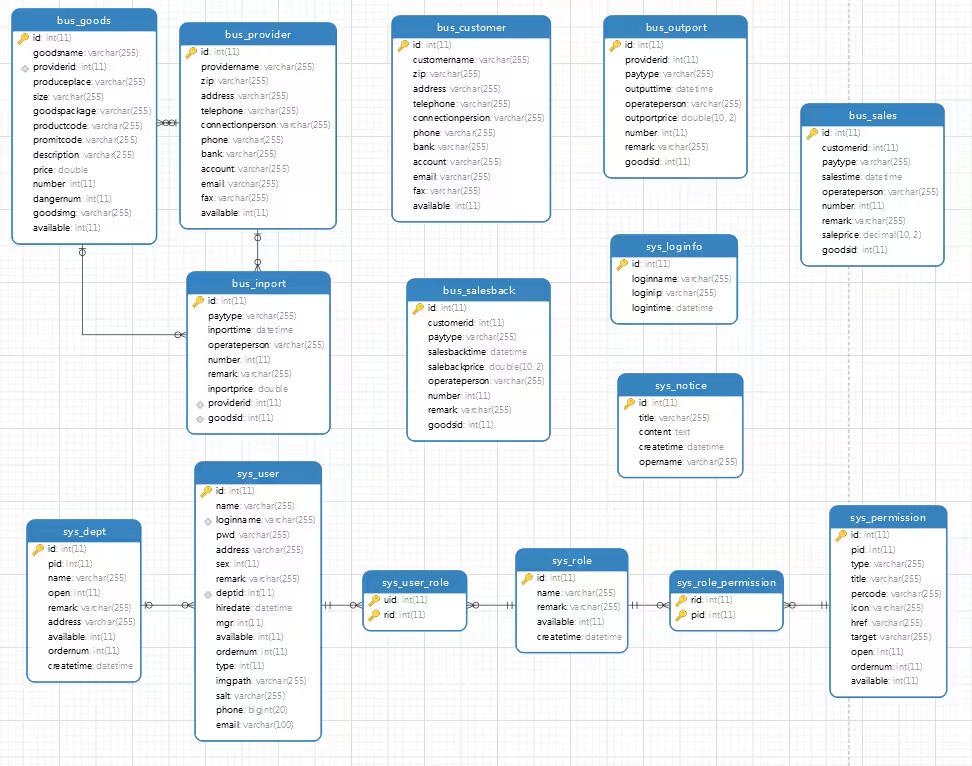 bus_goods
id: int(11)
goodsname: varchar(255)
providerid: int(11)
produceplace: varchar(255)
size: varchar(255)
goodspackage: varchar(255)
productcode: varchar(255)
promitcode: varchar(255)
description: varchar(255)
price: double
number: int(11)
dangernum: int(11)
goodsimg: varchar(255)
available: int(11)
bus_provider
id: int(11)
providername: varchar(255)
zip: varchar(255)
address: varchar(255)
telephone: varchar(255)
connectionperson: varchar(255)
phone: varchar(255)
bank: varchar(255)
account: varchar(255)
email: varchar(255)
fax: varchar(255)
available: int(11)
bus_customer
id: int(11)
customername: varchar(255)
zip: varchar(255)
address: varchar(255)
telephone: varchar(255)
connectionpersion: varchar(255)
phone: varchar(255)
bank: varchar(255)
account: varchar(255)
email: varchar(255)
fax: varchar(255)
available: int(11)
bus_outport
id: int(11)
providerid: int(11)
paytype: varchar(255)
outputtime: datetime
operateperson: varchar(255)
outportprice: double(10, 2)
number: int(11)
remark: varchar(255)
goodsid: int(11)
bus_sales
id: int(11)
customerid: int(11)
paytype: varchar(255)
salestime: datetime
operateperson: varchar(255)
number: int(11)
remark: varchar(255)
saleprice: decimal(10, 2)
goodsid: int(11)
bus_inport
id: int(11)
paytype: varchar(255)
inporttime: datetime
operateperson: varchar(255)
number: int(11)
remark: varchar(255)
inportprice: double
providerid: int(11)
goodsid: int(11)
bus_salesback
id: int(11)
customerid: int(11)
paytype: varchar(255)
salesbacktime: datetime
salebackprice: double(10, 2)
operateperson: varchar(255)
number: int(11)
remark: varchar(255)
goodsid: int(11)
sys_loginfo
id: int(11)
loginname: varchar(255)
loginip: varchar(255)
logintime: datetime
sys_notice
id: int(11)
title: varchar(255)
content: text
createtime: datetime
opername: varchar(255)
sys_dept
id: int(11)
pid: int(11)
name: varchar(255)
open: int(11)
remark: varchar(255)
address: varchar(255)
available: int(11)
ordernum: int(11)
createtime: datetime
sys_user
id: int(11)
name: varchar(255)
loginname: varchar(255)
pwd: varchar(255)
address: varchar(255)
sex: int(11)
remark: varchar(255)
deptid: int(11)
hiredate: datetime
mgr: int(11)
available: int(11)
ordernum: int(11)
type: int(11)
imgpath: varchar(255)
salt: varchar(255)
phone: bigint(20)
email: varchar(100)
sys_user_role
uid: int(11)
rid: int(11)
sys_role
id: int(11)
name: varchar(255)
remark: varchar(255)
available: int(11)
createtime: datetime
sys_role_permission
rid: int(11)
pid: int(11)
sys_permission
id: int(11)
pid: int(11)
type: varchar(255)
title: varchar(255)
percode: varchar(255)
icon: varchar(255)
href: varchar(255)
target: varchar(255)
open: int(11)
ordernum: int(11)
available: int(11)